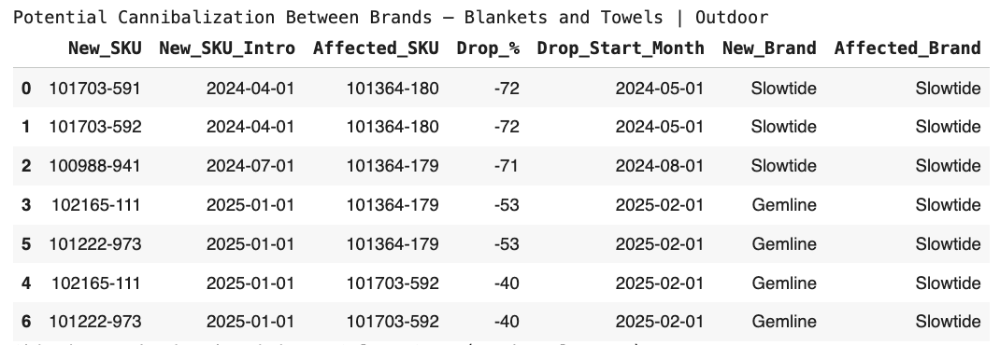 Potential Cannibalization Between Brands — Blankets and Towels | Outdoor
New_SKU New_SKU_Intro Affected_SKU Drop_% Drop_Start_Month New_Brand Affected_Brand
0 101703-591 2024-04-01 101364-180 -72 2024-05-01 Slowtide Slowtide
1 101703-592 2024-04-01 101364-180 -72 2024-05-01 Slowtide Slowtide
2 100988-941 2024-07-01 101364-179 -71 2024-08-01 Slowtide Slowtide
3 102165-111 2025-01-01 101364-179 -53 2025-02-01 Gemline Slowtide
5 101222-973 2025-01-01 101364-179 -53 2025-02-01 Gemline Slowtide
4 102165-111 2025-01-01 101703-592 -40 2025-02-01 Gemline Slowtide
6 101222-973 2025-01-01 101703-592 -40 2025-02-01 Gemline Slowtide